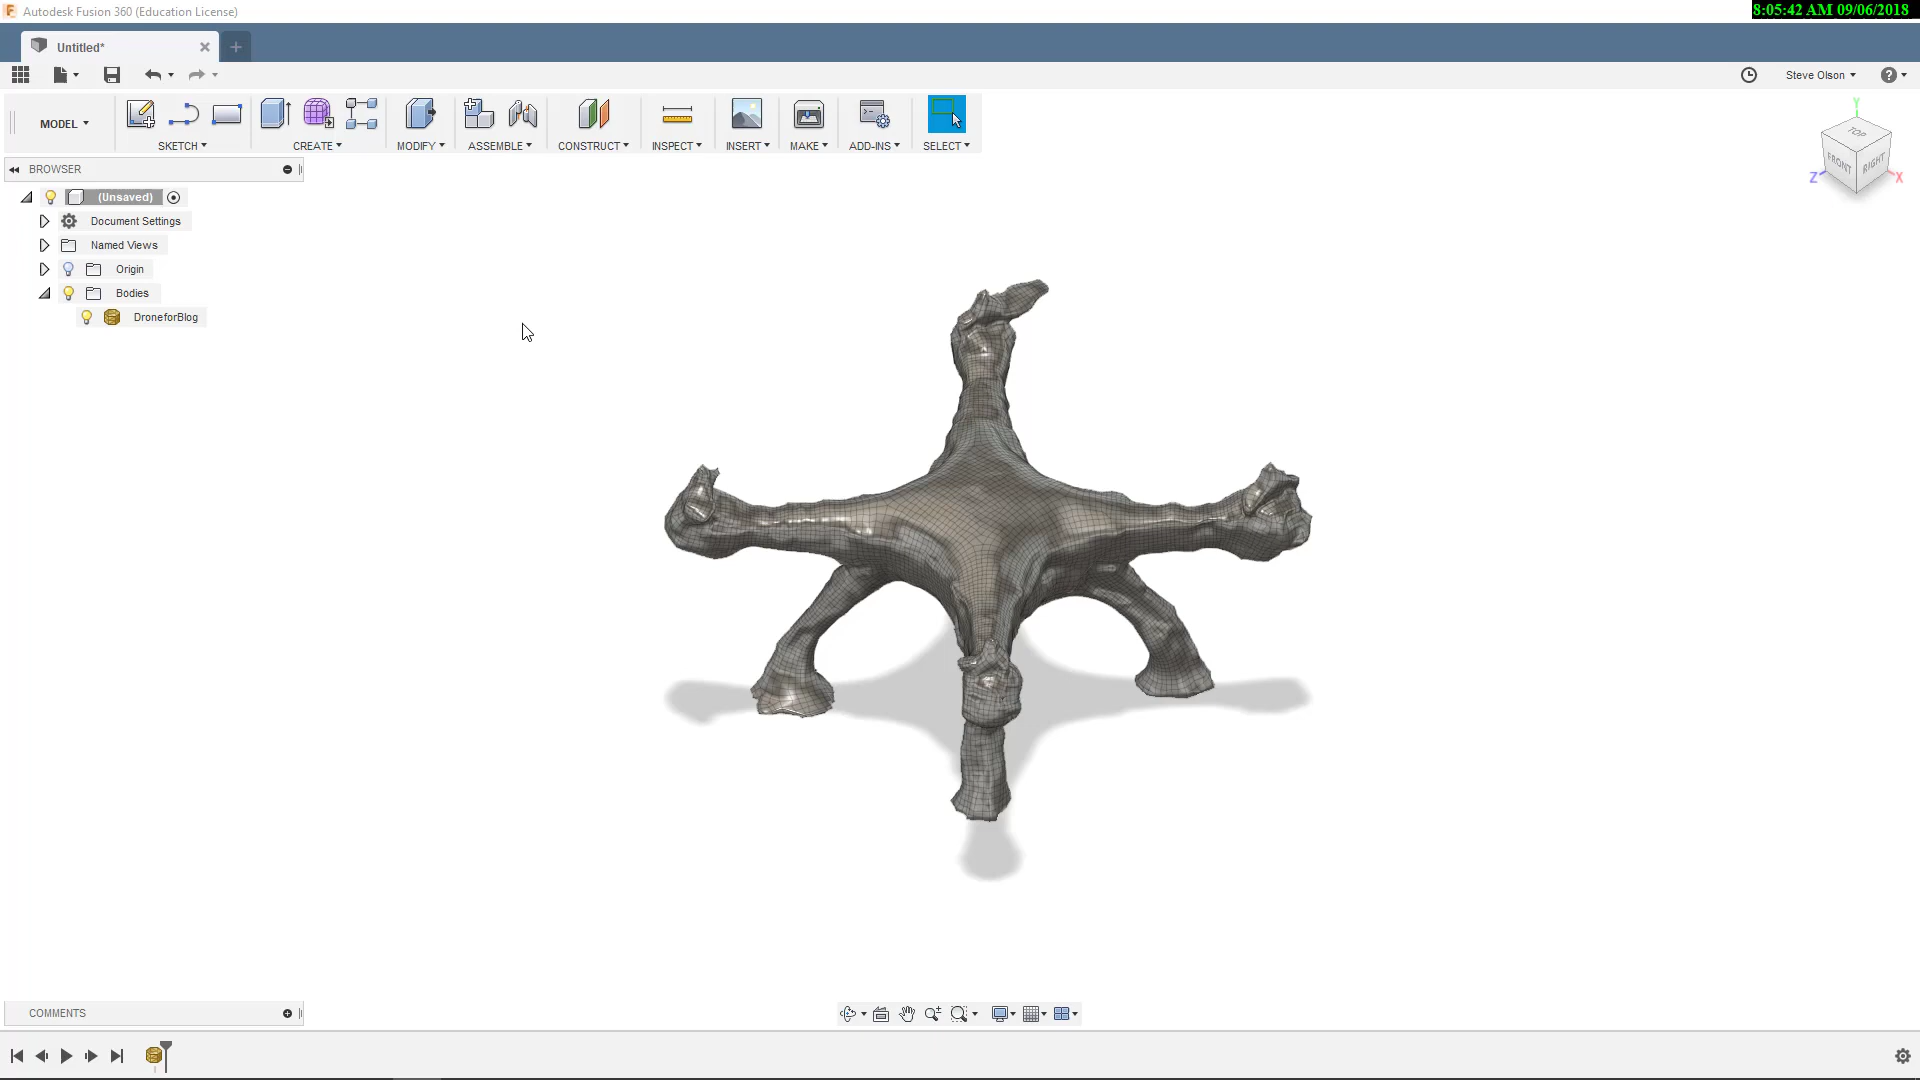 Autodesk Fusion 360 (Education License)
8:05:42 AM 09/06/2018
Untitled*
Steve Olson
MODEL
SKETCH
CREATE
MODIFY
ASSEMBLE
CONSTRUCT
INSPECT
INSERT
MAKE
ADD-INS
SELECT
BROWSER
(Unsaved)
Document Settings
Named Views
Origin
Bodies
DroneforBlog
Y
TOP
FRONT
RIGHT
Z
X
COMMENTS